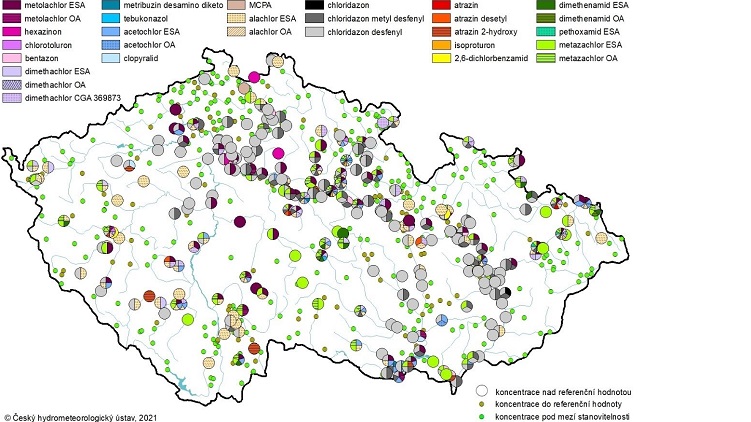 metolachlor ESA
metolachlor OA
hexazinon
chlorotoluron
bentazon
dimethachlor ESA
dimethachlor OA
dimethachlor CGA 369873
metribuzin desamino diketo
tebukonazol
acetochlor ESA
acetochlor OA
clopyralid
MCPA
alachlor ESA
alachlor OA
chloridazon
chloridazon metyl desfenyl
chloridazon desfenyl
atrazin
atrazin desetyl
atrazin 2-hydroxy
isoproturon
2,6-dichlorbenzamid
dimethenamid ESA
dimethenamid OA
pethoxamid ESA
metazachlor ESA
metazachlor OA
koncentrace nad referenční hodnotou
koncentrace do referenční hodnoty
koncentrace pod mezí stanovitelnosti
© Český hydrometeorologický ústav, 2021